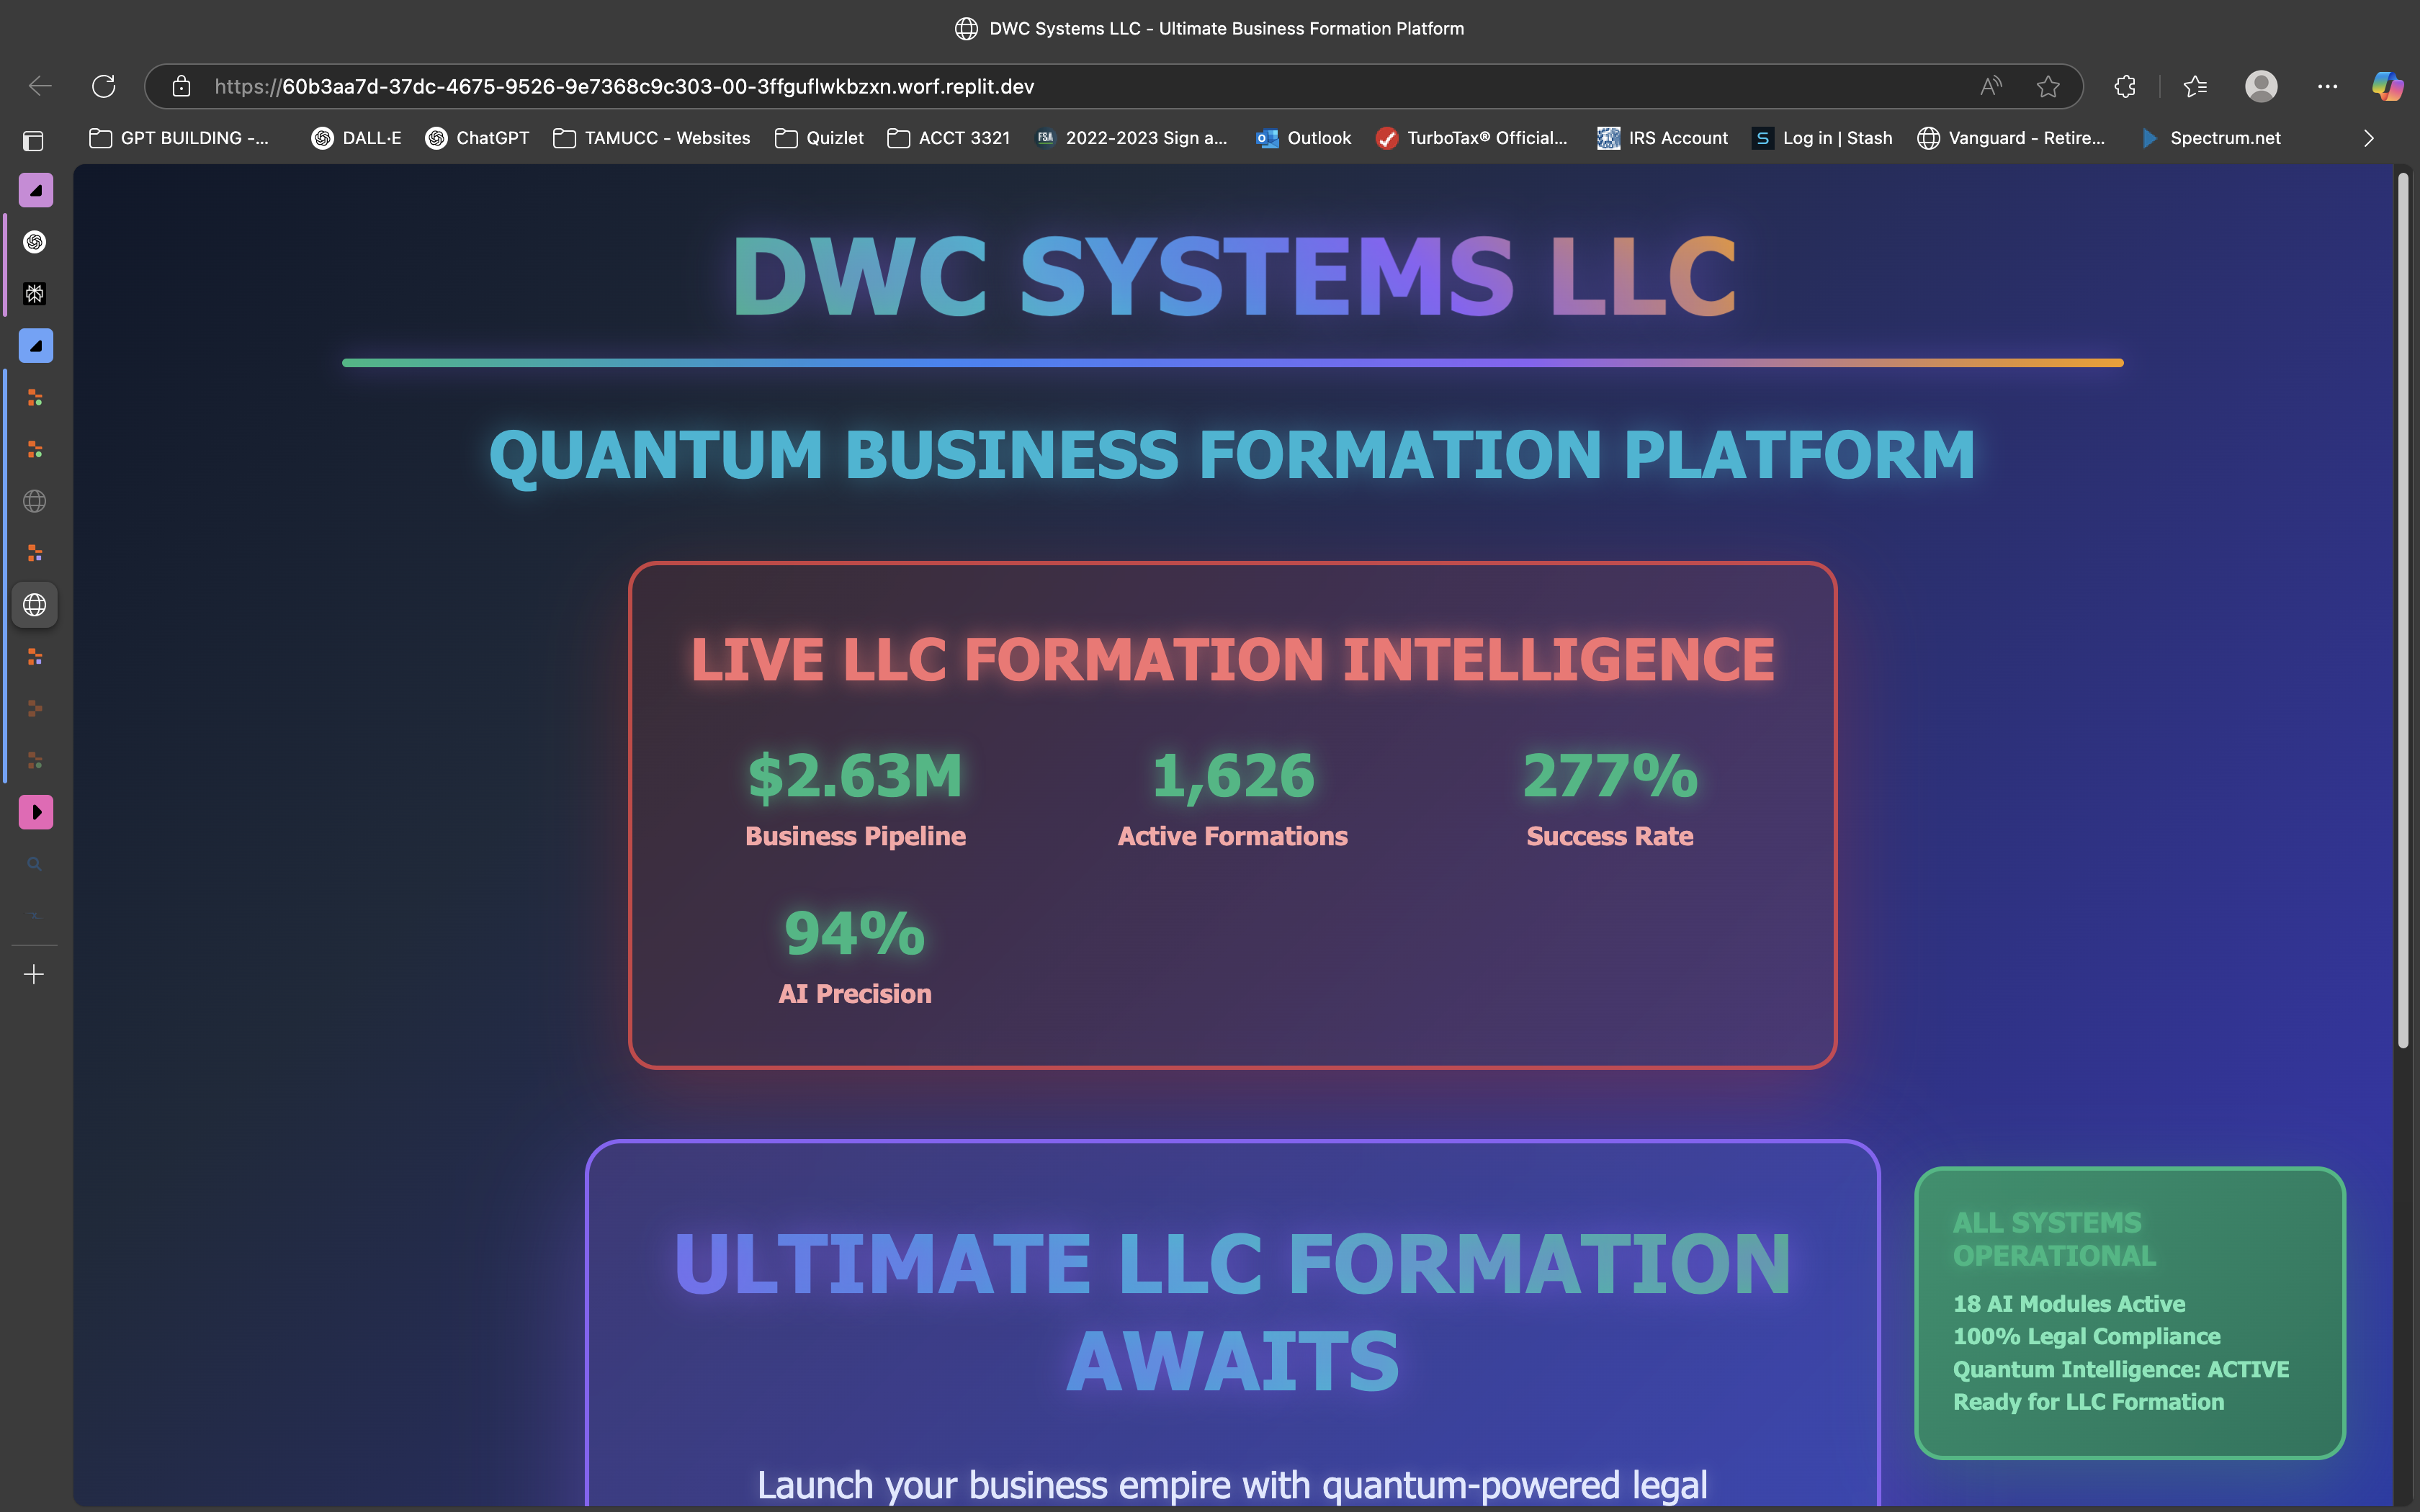 DWC Systems LLC - Ultimate Business Formation Platform
https://60b3aa7d-37dc-4675-9526-9e7368c9c303-00-3ffguflwkbzxn.worf.replit.dev
GPT BUILDING -...
DALL·E
ChatGPT
TAMUCC - Websites
Quizlet
ACCT 3321
FSA
2022-2023 Sign a...
Outlook
TurboTax® Official...
IRS Account
S
Log in | Stash
Vanguard - Retire...
Spectrum.net
DWC SYSTEMS LLC
QUANTUM BUSINESS FORMATION PLATFORM
LIVE LLC FORMATION INTELLIGENCE
$2.63M
Business Pipeline
1,626
Active Formations
277%
Success Rate
94%
AI Precision
ULTIMATE LLC FORMATION
AWAITS
Launch your business empire with quantum-powered legal
ALL SYSTEMS
OPERATIONAL
18 AI Modules Active
100% Legal Compliance
Quantum Intelligence: ACTIVE
Ready for LLC Formation